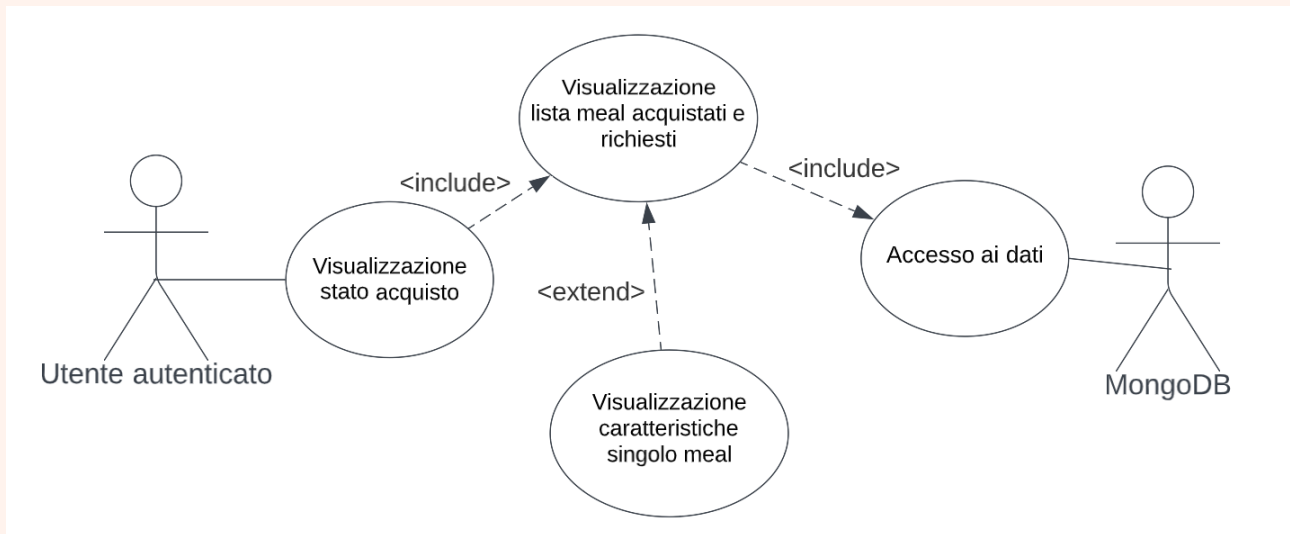 Visualizzazione
lista meal acquistati e
richiesti
<include>
<include>
Visualizzazione
stato acquisto
Accesso ai dati
<extend>
Utente autenticato
MongoDB
Visualizzazione
caratteristiche
singolo meal